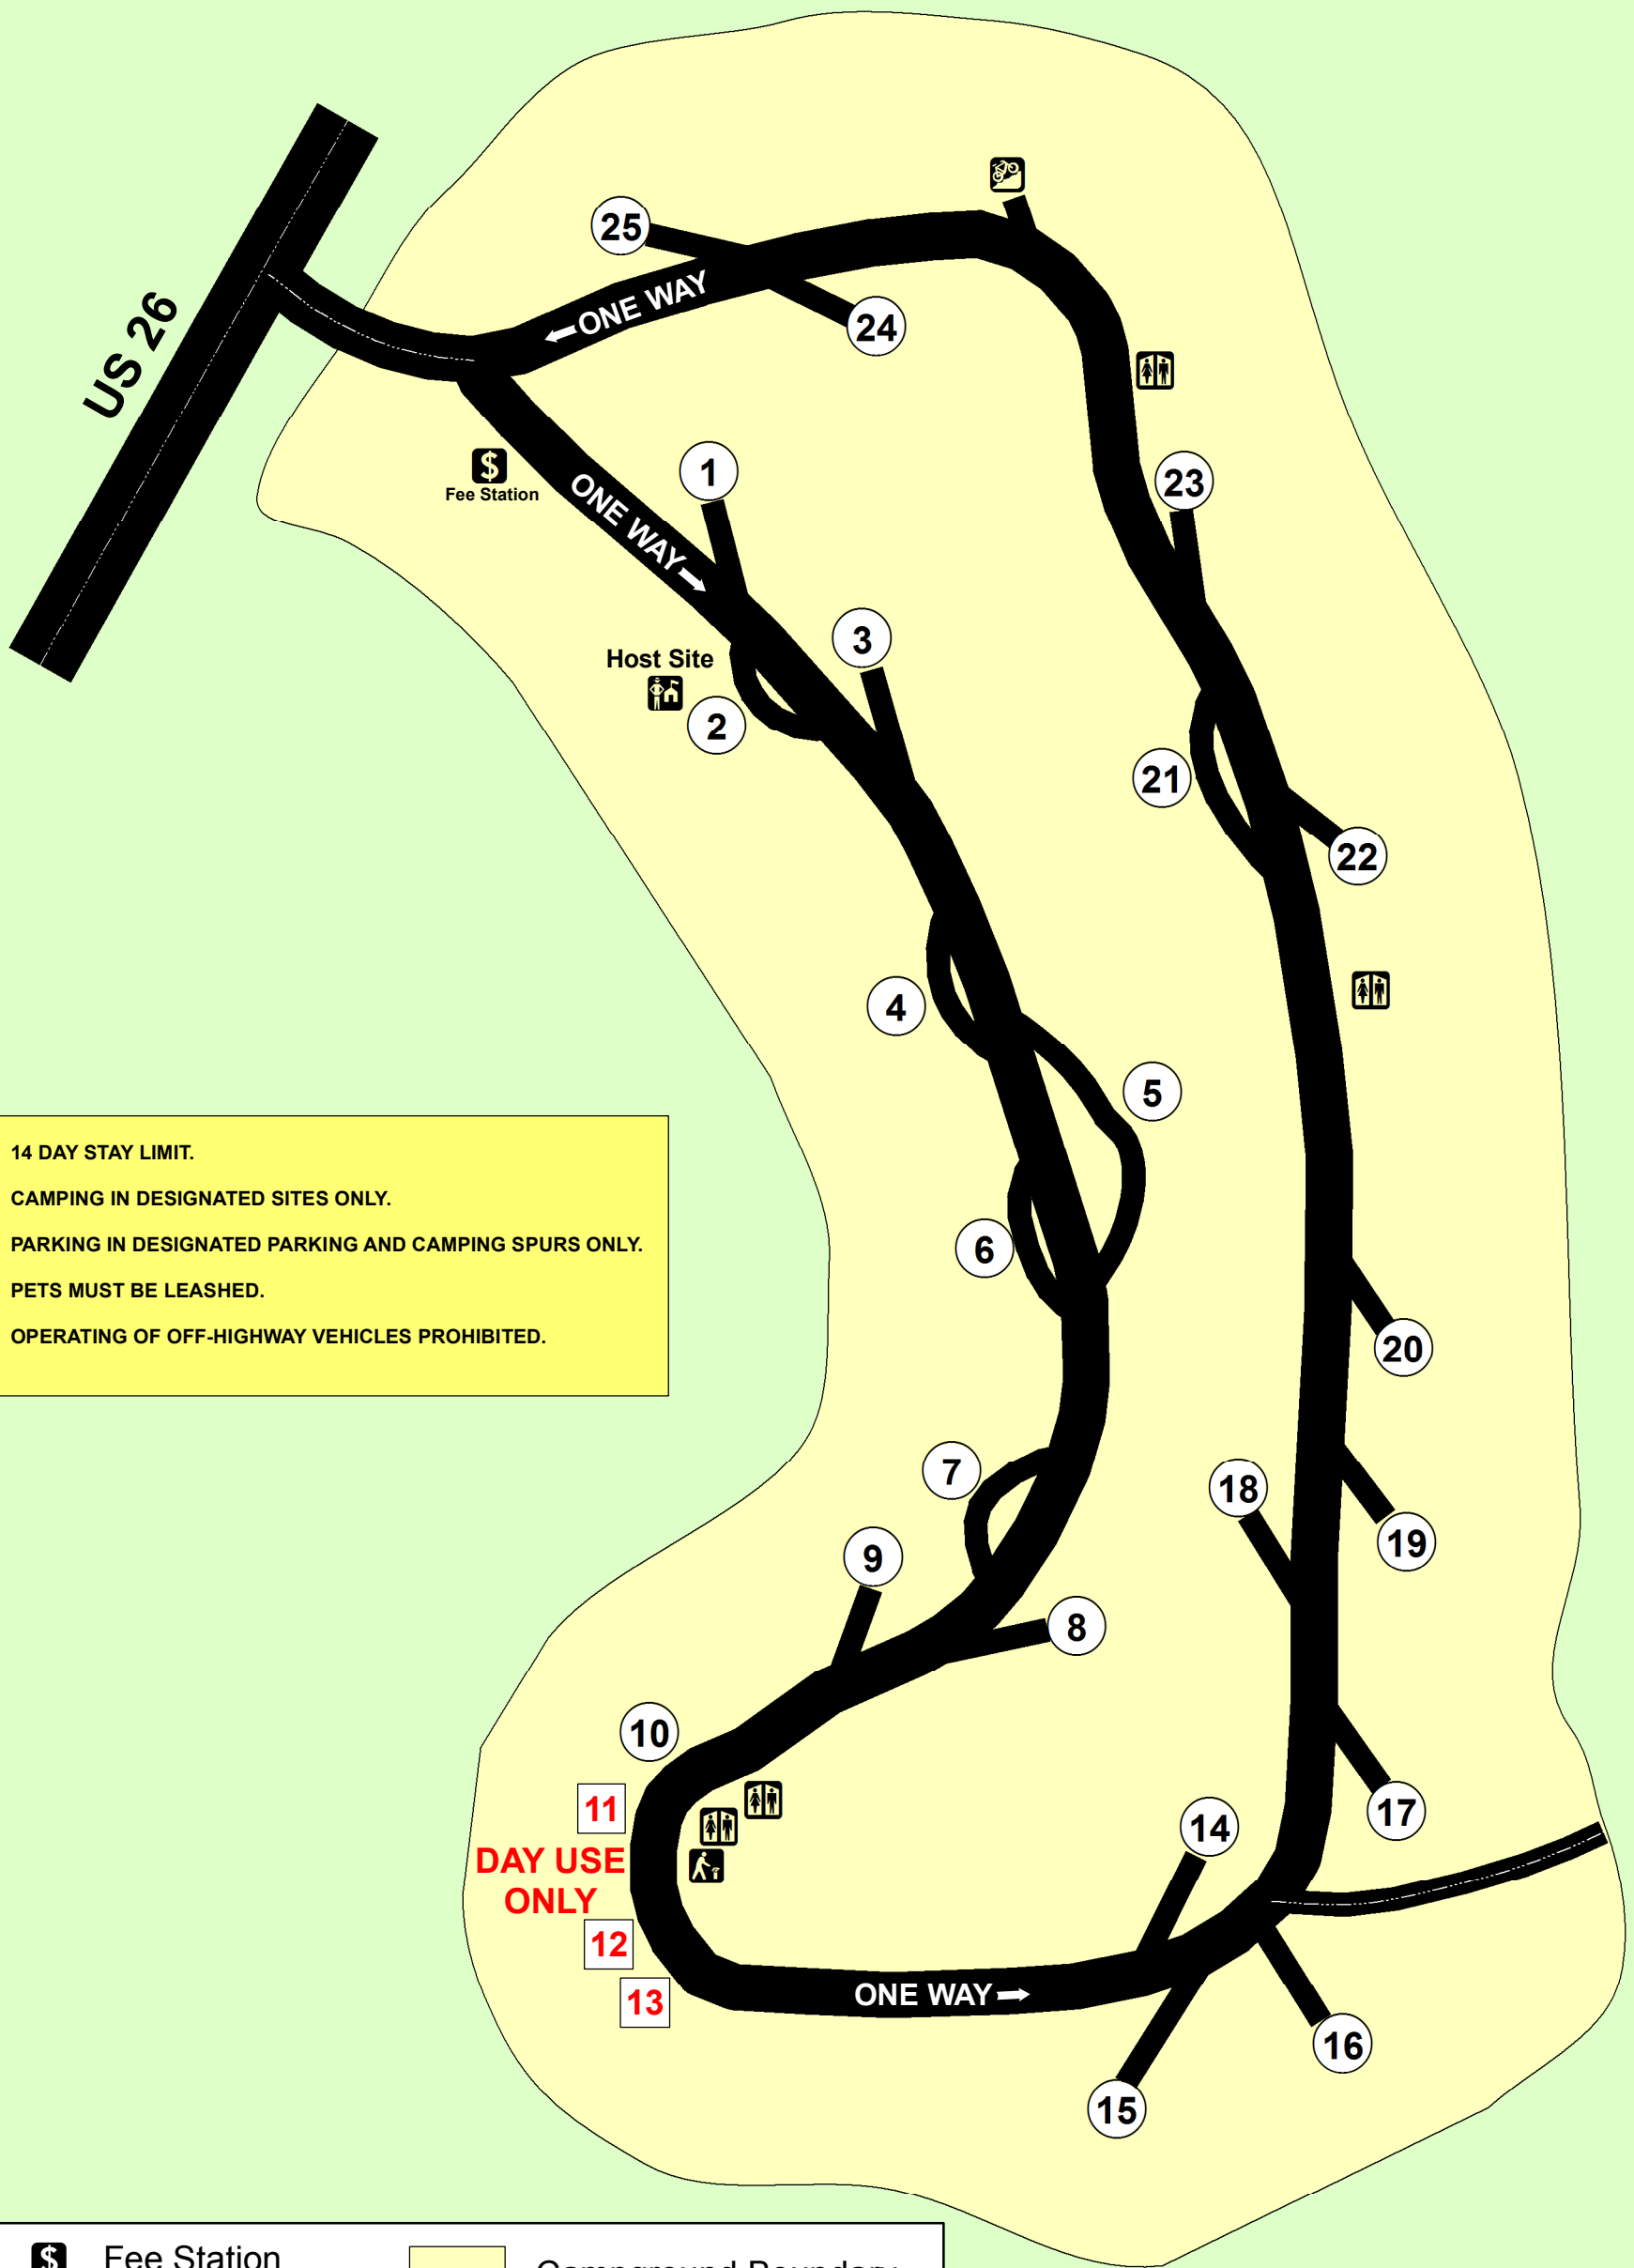 25
24
ONE WAY
US 26
$
Fee Station
1
23
ONE WAY
3
Host Site
2
21
22
4
5
14 DAY STAY LIMIT.
CAMPING IN DESIGNATED SITES ONLY.
PARKING IN DESIGNATED PARKING AND CAMPING SPURS ONLY.
PETS MUST BE LEASHED.
OPERATING OF OFF-HIGHWAY VEHICLES PROHIBITED.
6
20
7
18
19
9
8
10
11
17
14
DAY USE
ONLY
12
13
ONE WAY
16
15
$ Fee Station
Campground Boundary